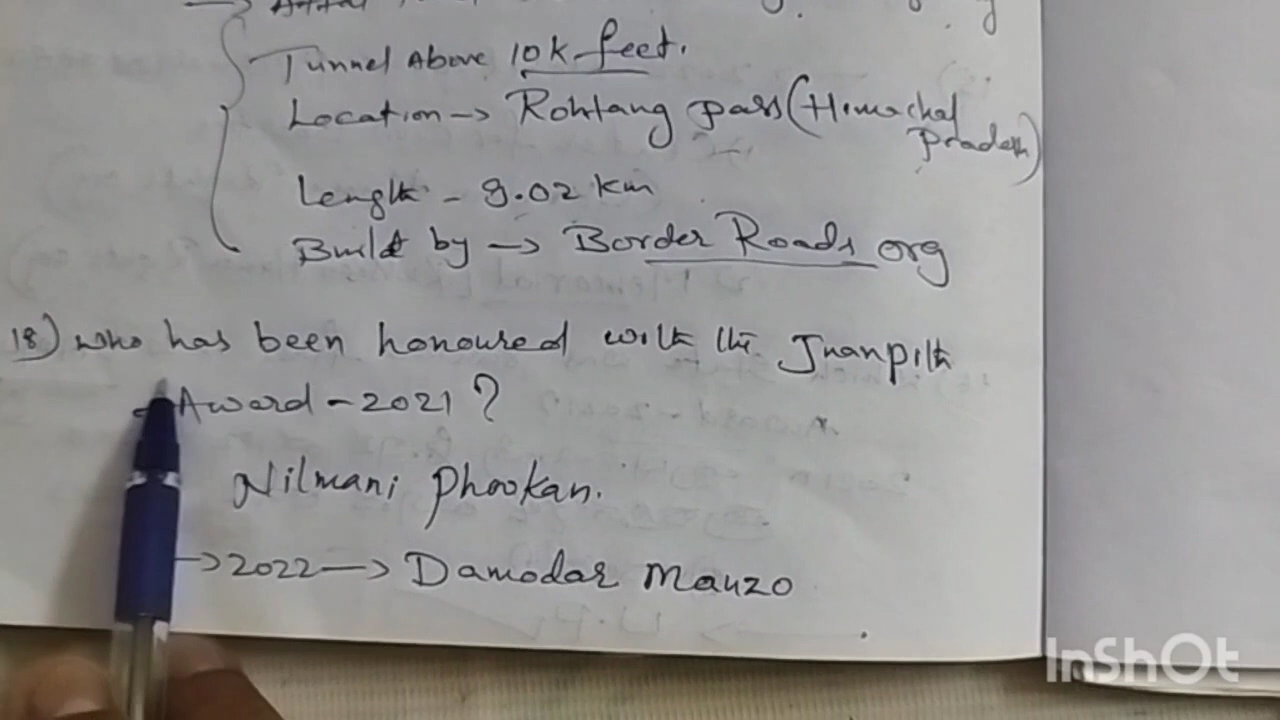 Tunnel Above 10k feet.
Location → Rohtang pass (Himachal
Pradesh)
Length - 9.02 km
Built by → Border Roads org
18) Who has been honoured with the Jnanpith
Award - 2021?
Nilmani Phookan.
→ 2022 → Damodar Mauzo
InShOt